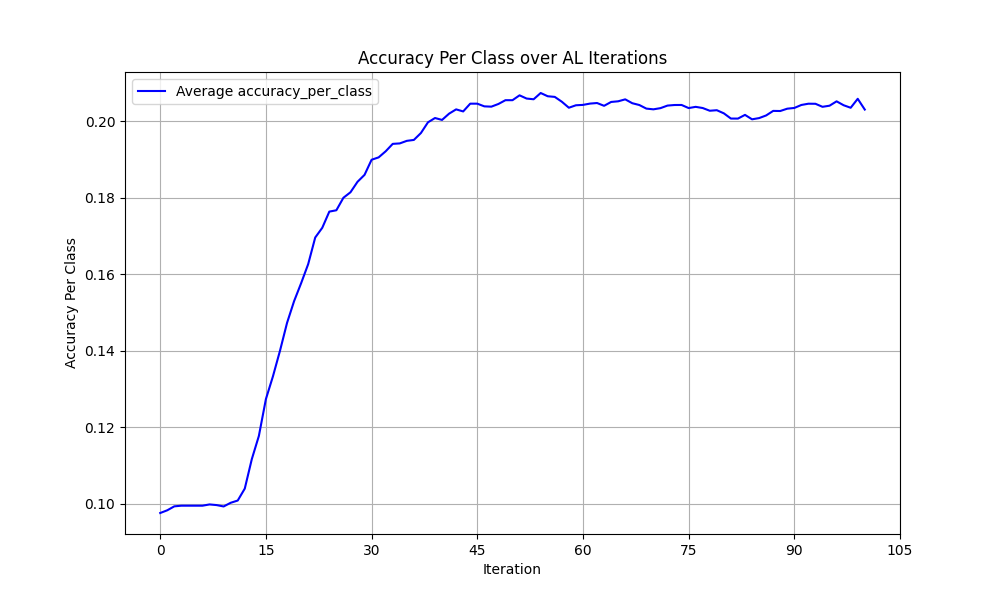 Accuracy Per Class over AL Iterations
Average accuracy_per_class
Accuracy Per Class
0.20
0.18
0.16
0.14
0.12
0.10
0 15 30 45 60 75 90 105
Iteration